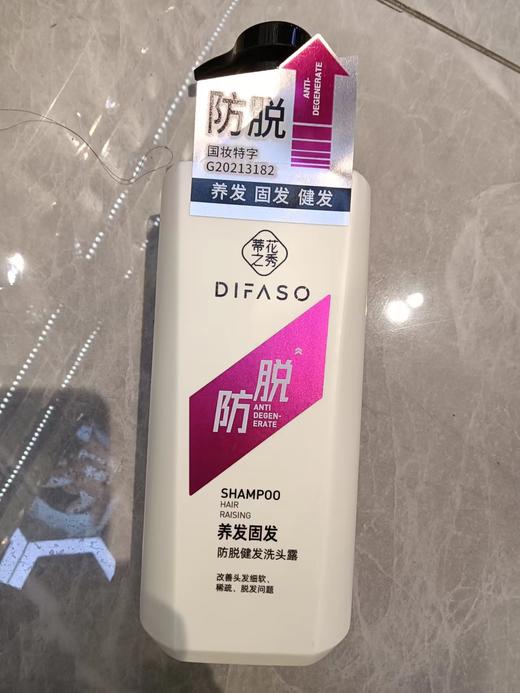 防脱
ANTI-
DEGENERATE
国妆特字
G20213182
养发 固发 健发
蒂花
之秀
DIFASO
防脱
ANTI
DEGEN-
ERATE
SHAMPOO
HAIR
RAISING
养发固发
防脱健发洗头露
改善头发细软、
稀疏、脱发问题